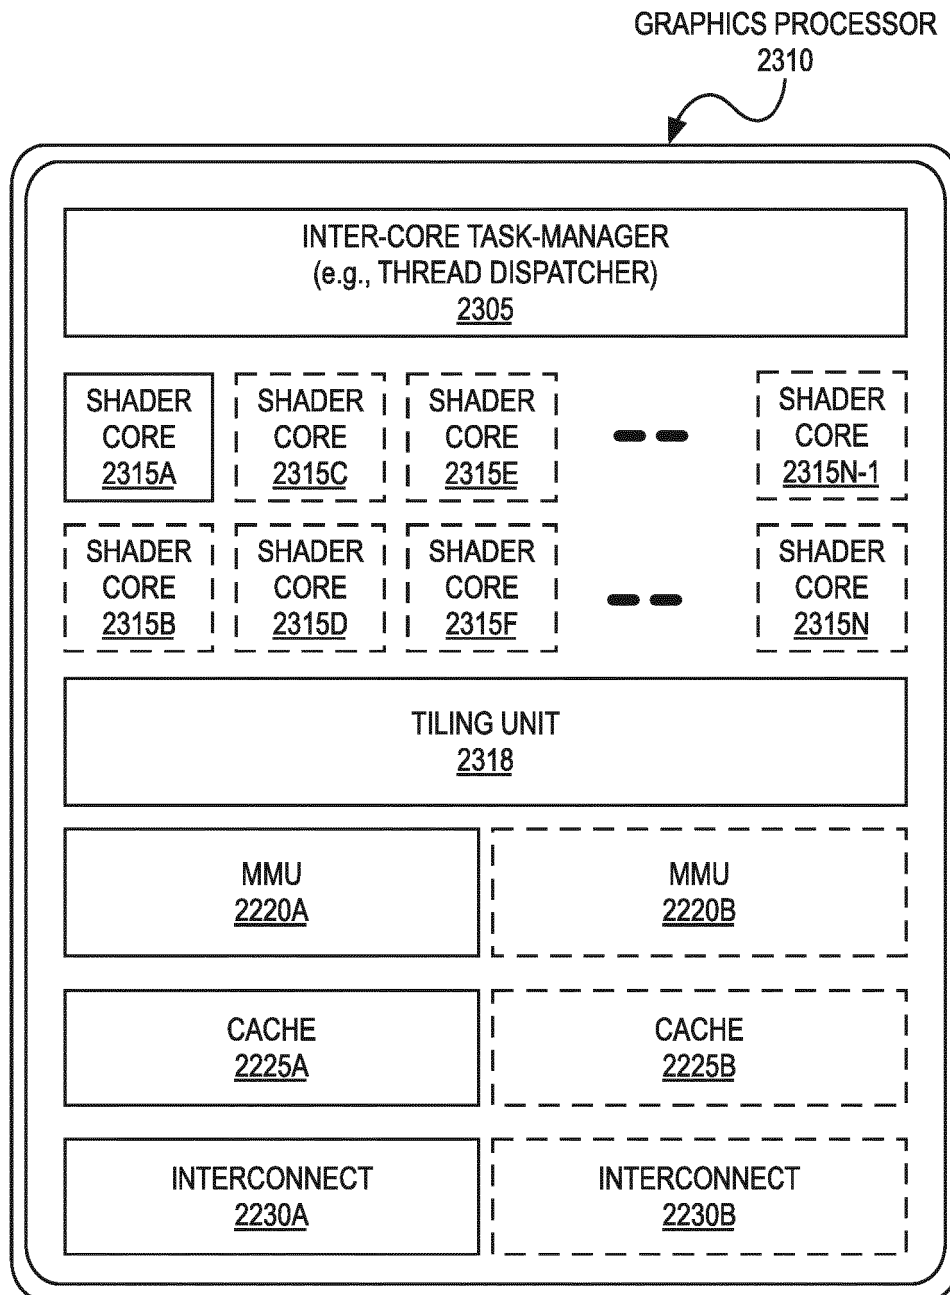 GRAPHICS PROCESSOR
2310
INTER-CORE TASK-MANAGER
(e.g., THREAD DISPATCHER)
2305
SHADER
CORE
2315A
SHADER
CORE
2315C
SHADER
CORE
2315E
SHADER
CORE
2315N-1
SHADER
CORE
2315B
SHADER
CORE
2315D
SHADER
CORE
2315F
SHADER
CORE
2315N
TILING UNIT
2318
MMU
2220A
MMU
2220B
CACHE
2225A
CACHE
2225B
INTERCONNECT
2230A
INTERCONNECT
2230B